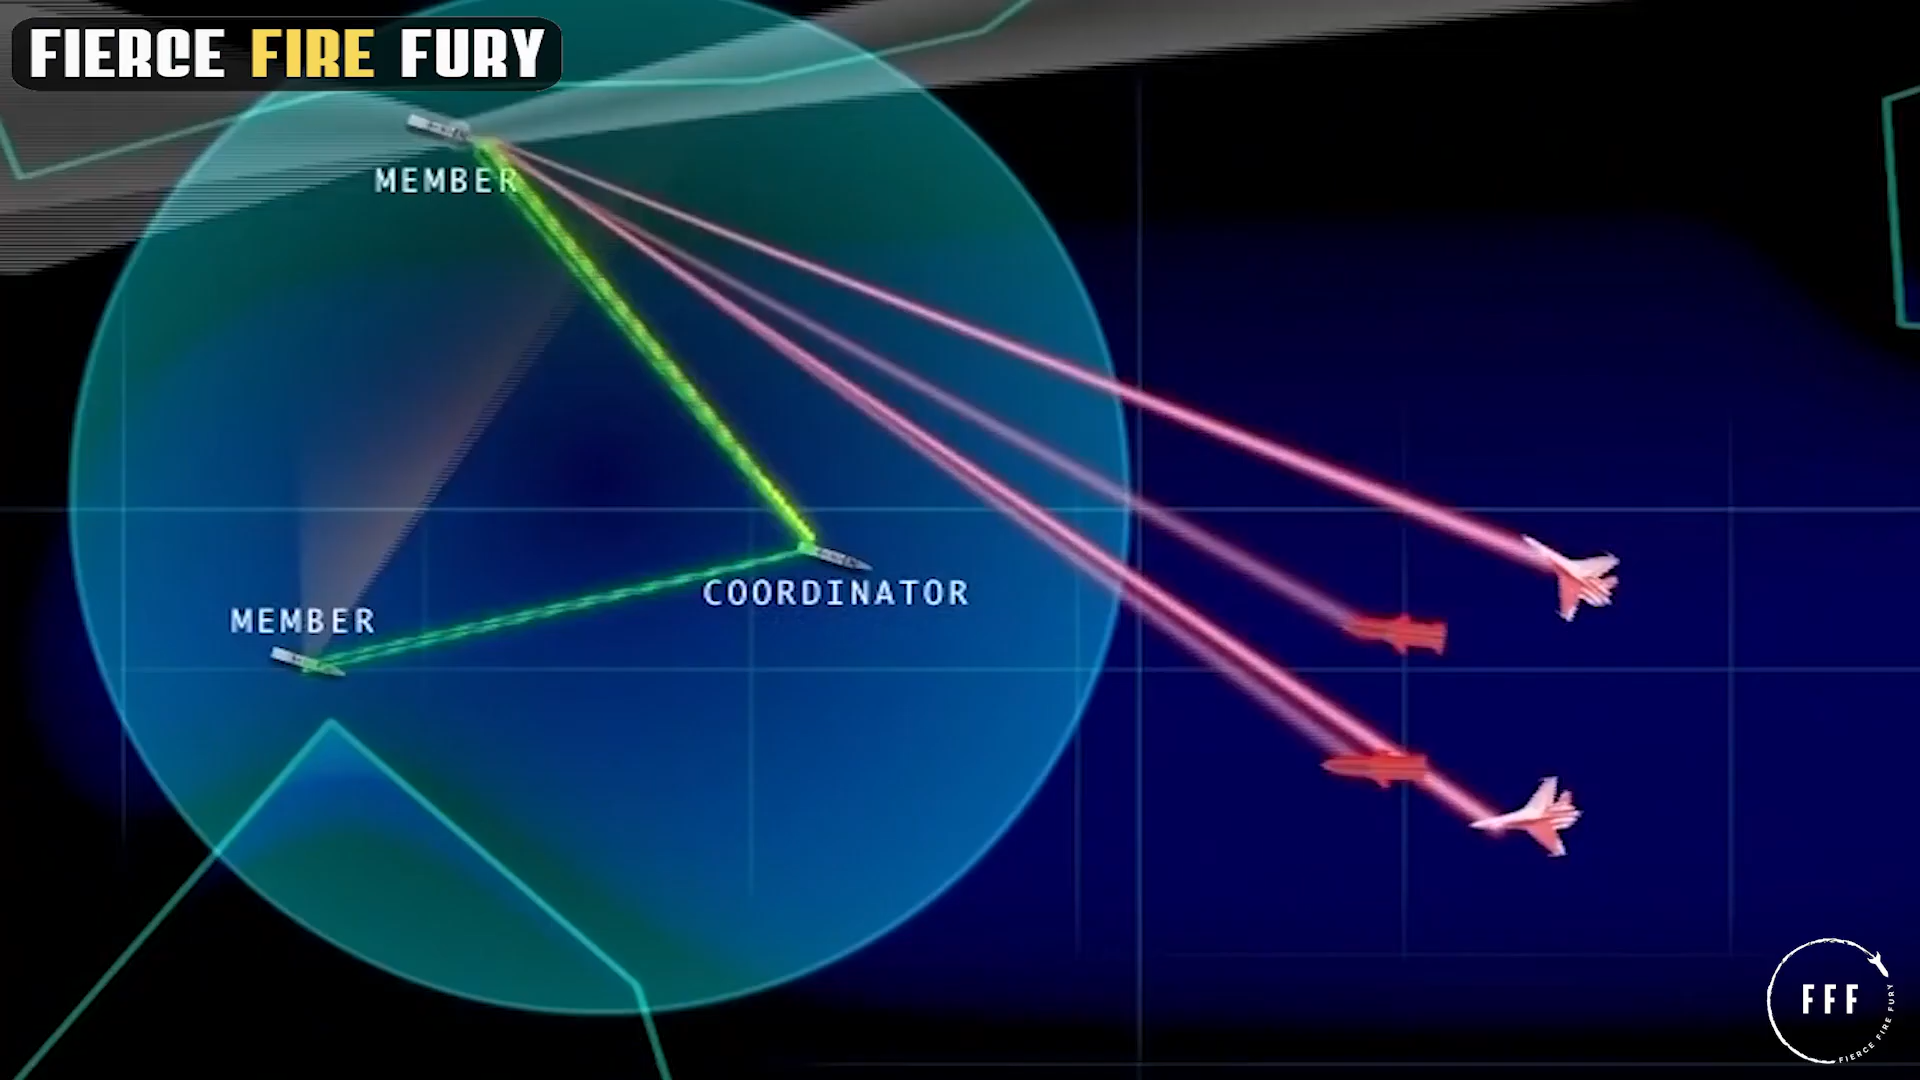 FIERCE FIRE FURY
MEMBER
COORDINATOR
MEMBER
FFF
FIERCE FIRE FURY